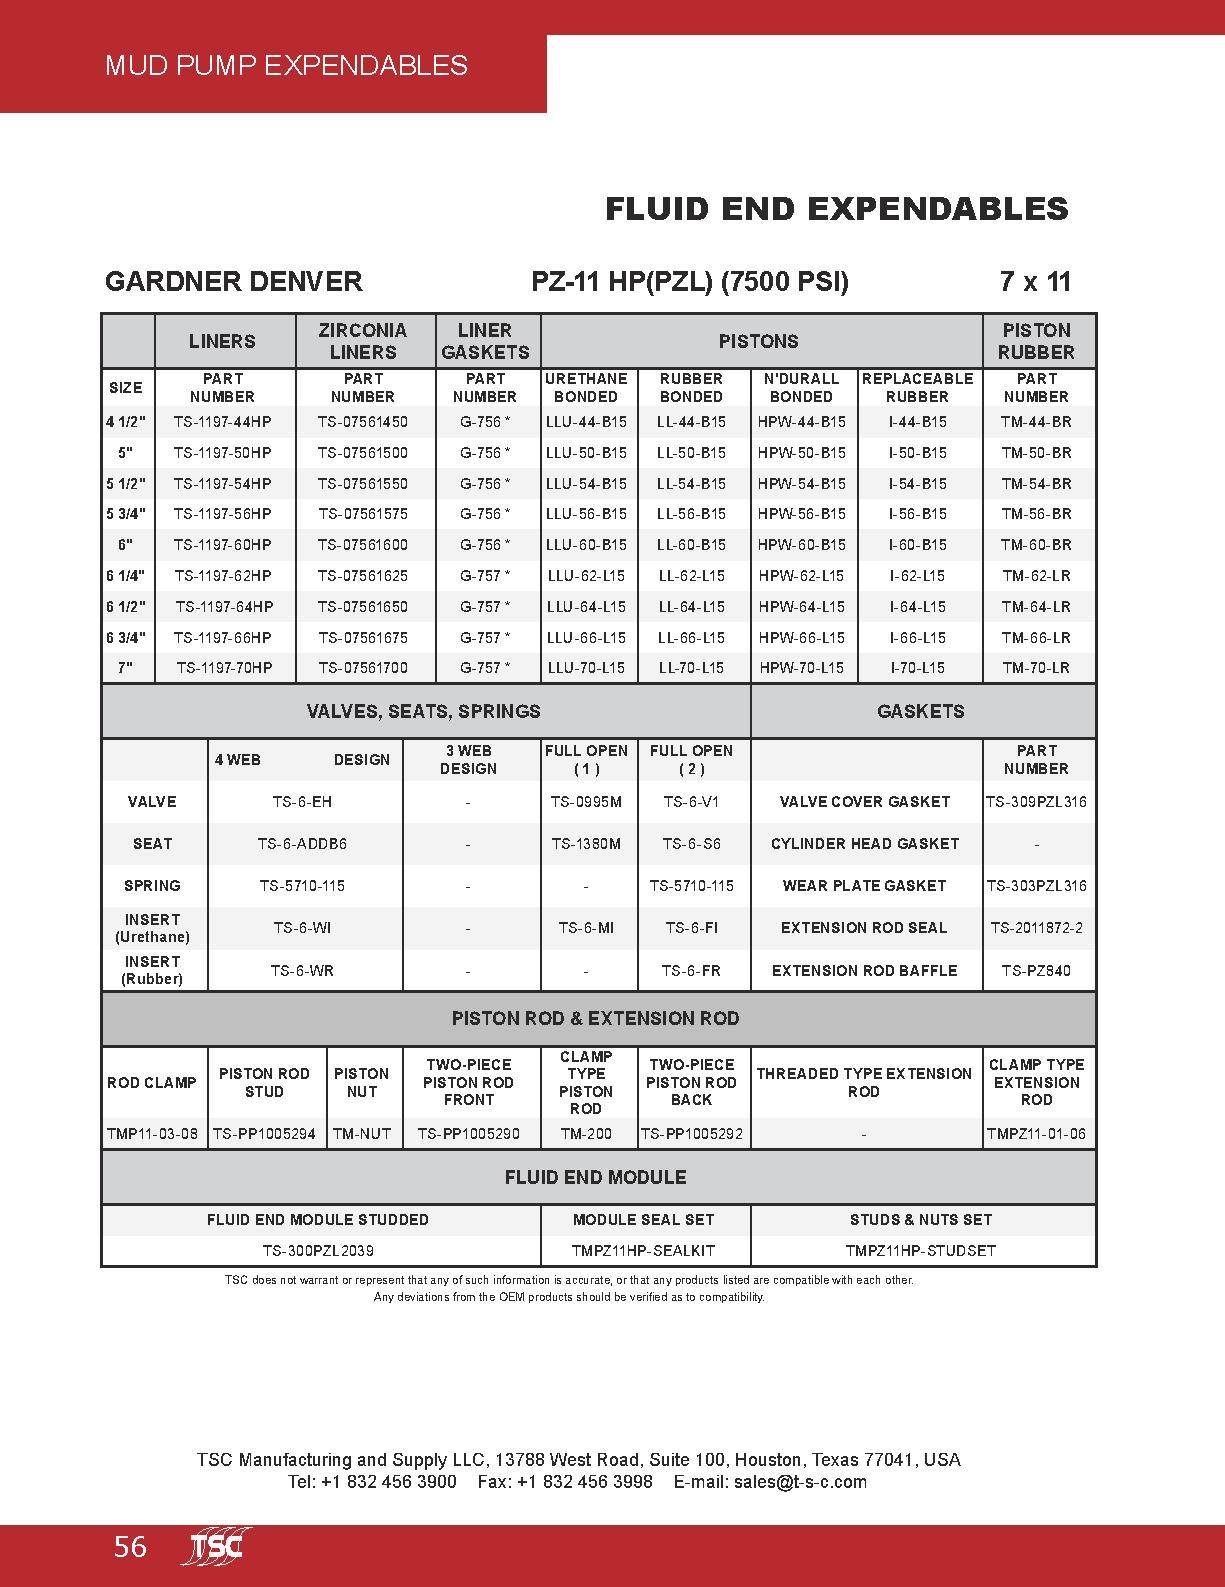 MUD PUMP EXPENDABLES
FLUID END EXPENDABLES
GARDNER DENVER PZ-11 HP(PZL) (7500 PSI) 7 x 11
LINERS ZIRCONIA LINERS LINER GASKETS PISTONS PISTON RUBBER
SIZE PART NUMBER PART NUMBER PART NUMBER URETHANE BONDED RUBBER BONDED N'DURALL BONDED REPLACEABLE RUBBER PART NUMBER
4 1/2" TS-1197-44HP TS-07561450 G-756 * LLU-44-B15 LL-44-B15 HPW-44-B15 I-44-B15 TM-44-BR
5" TS-1197-50HP TS-07561500 G-756 * LLU-50-B15 LL-50-B15 HPW-50-B15 I-50-B15 TM-50-BR
5 1/2" TS-1197-54HP TS-07561550 G-756 * LLU-54-B15 LL-54-B15 HPW-54-B15 I-54-B15 TM-54-BR
5 3/4" TS-1197-56HP TS-07561575 G-756 * LLU-56-B15 LL-56-B15 HPW-56-B15 I-56-B15 TM-56-BR
6" TS-1197-60HP TS-07561600 G-756 * LLU-60-B15 LL-60-B15 HPW-60-B15 I-60-B15 TM-60-BR
6 1/4" TS-1197-62HP TS-07561625 G-757 * LLU-62-L15 LL-62-L15 HPW-62-L15 I-62-L15 TM-62-LR
6 1/2" TS-1197-64HP TS-07561650 G-757 * LLU-64-L15 LL-64-L15 HPW-64-L15 I-64-L15 TM-64-LR
6 3/4" TS-1197-66HP TS-07561675 G-757 * LLU-66-L15 LL-66-L15 HPW-66-L15 I-66-L15 TM-66-LR
7" TS-1197-70HP TS-07561700 G-757 * LLU-70-L15 LL-70-L15 HPW-70-L15 I-70-L15 TM-70-LR
VALVES, SEATS, SPRINGS GASKETS
4 WEB DESIGN 3 WEB DESIGN FULL OPEN ( 1 ) FULL OPEN ( 2 ) PART NUMBER
VALVE TS-6-EH - TS-0995M TS-6-V1 VALVE COVER GASKET TS-309PZL316
SEAT TS-6-ADDB6 - TS-1380M TS-6-S6 CYLINDER HEAD GASKET -
SPRING TS-5710-115 - - TS-5710-115 WEAR PLATE GASKET TS-303PZL316
INSERT (Urethane) TS-6-WI - TS-6-MI TS-6-FI EXTENSION ROD SEAL TS-2011872-2
INSERT (Rubber) TS-6-WR - - TS-6-FR EXTENSION ROD BAFFLE TS-PZ840
PISTON ROD & EXTENSION ROD
ROD CLAMP PISTON ROD STUD PISTON NUT TWO-PIECE PISTON ROD FRONT CLAMP TYPE PISTON ROD TWO-PIECE PISTON ROD BACK THREADED TYPE EXTENSION ROD CLAMP TYPE EXTENSION ROD
TMP11-03-08 TS-PP1005294 TM-NUT TS-PP1005290 TM-200 TS-PP1005292 - TMPZ11-01-06
FLUID END MODULE
FLUID END MODULE STUDDED MODULE SEAL SET STUDS & NUTS SET
TS-300PZL2039 TMPZ11HP-SEALKIT TMPZ11HP-STUDSET
TSC does not warrant or represent that any of such information is accurate, or that any products listed are compatible with each other.
Any deviations from the OEM products should be verified as to compatibility.
TSC Manufacturing and Supply LLC, 13788 West Road, Suite 100, Houston, Texas 77041, USA
Tel: +1 832 456 3900 Fax: +1 832 456 3998 E-mail: sales@t-s-c.com
56 TSC